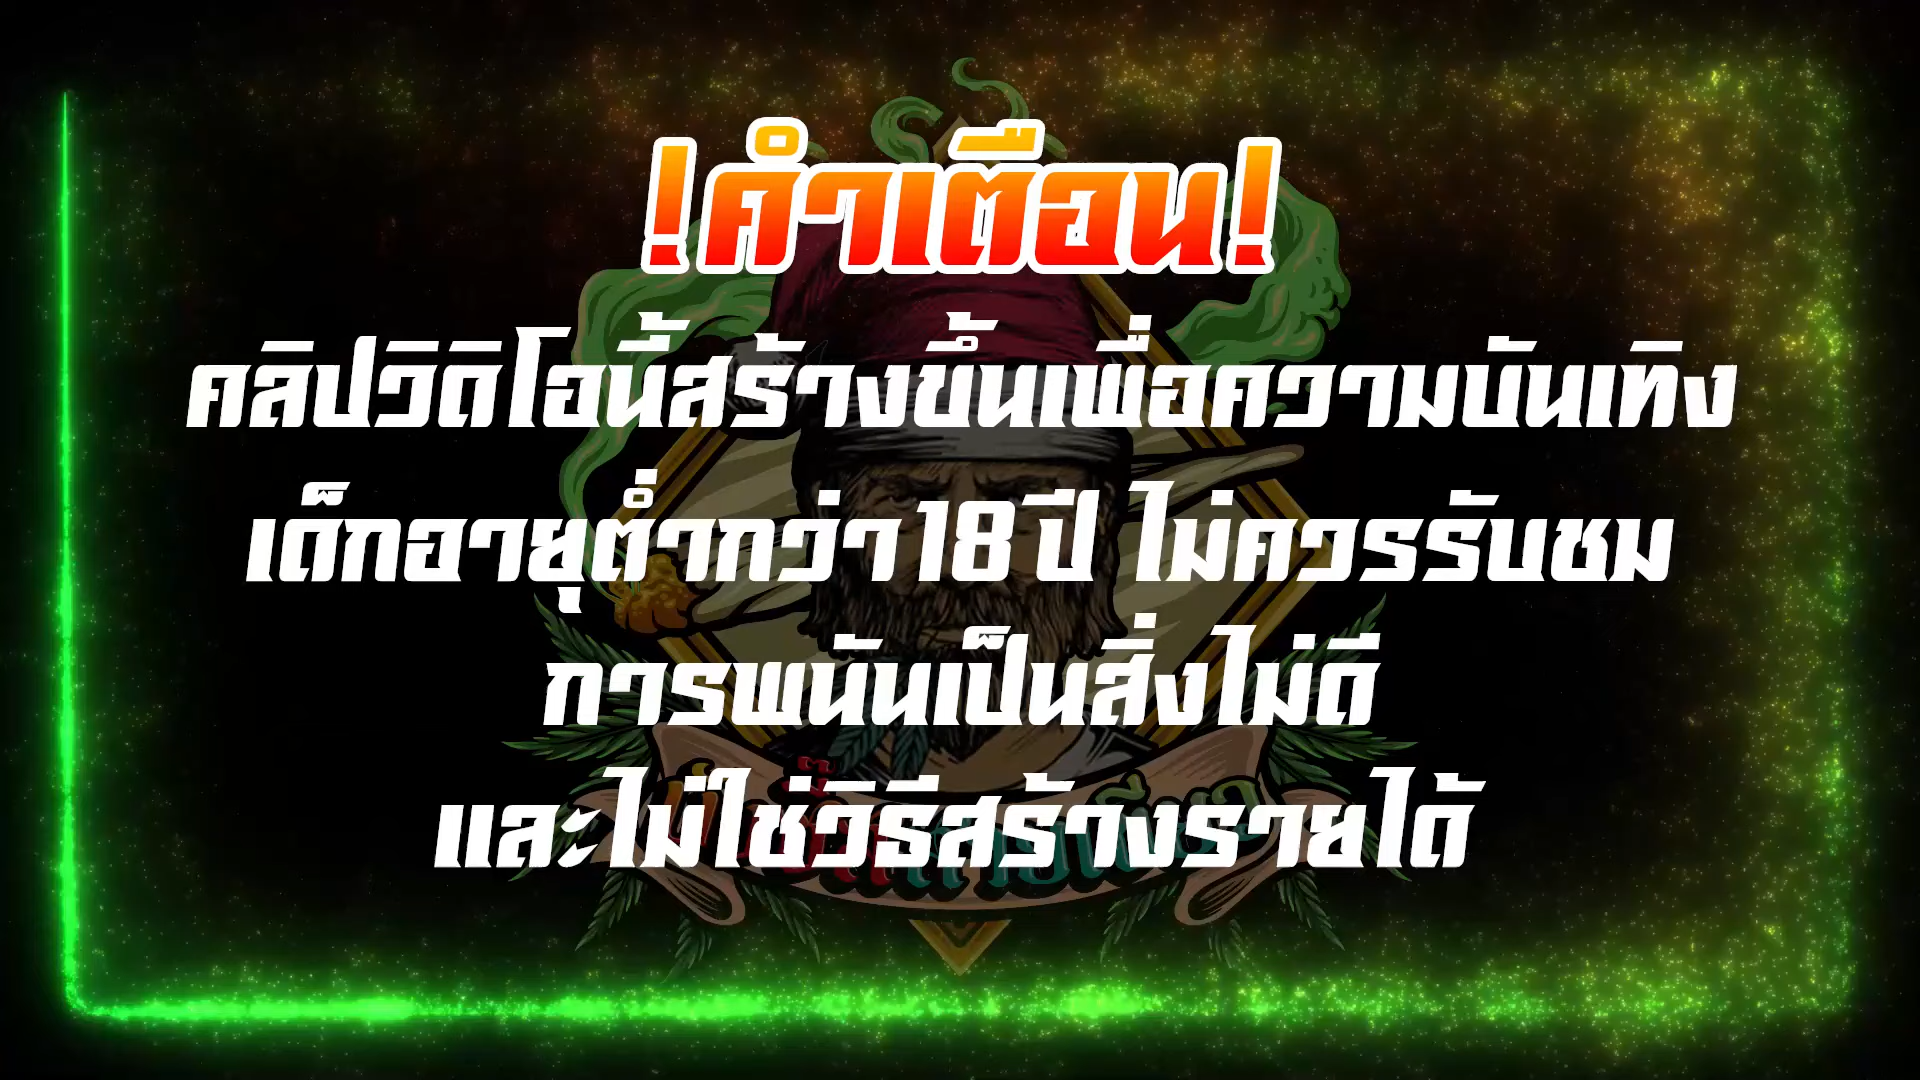 !คำเตือน!
คลิปวิดิโอนี้สร้างขึ้นเพื่อความบันเทิง
เด็กอายุต่ำกว่า 18 ปี ไม่ควรรับชม
การพนันเป็นสิ่งไม่ดี
และไม่ใช่วิธีสร้างรายได้